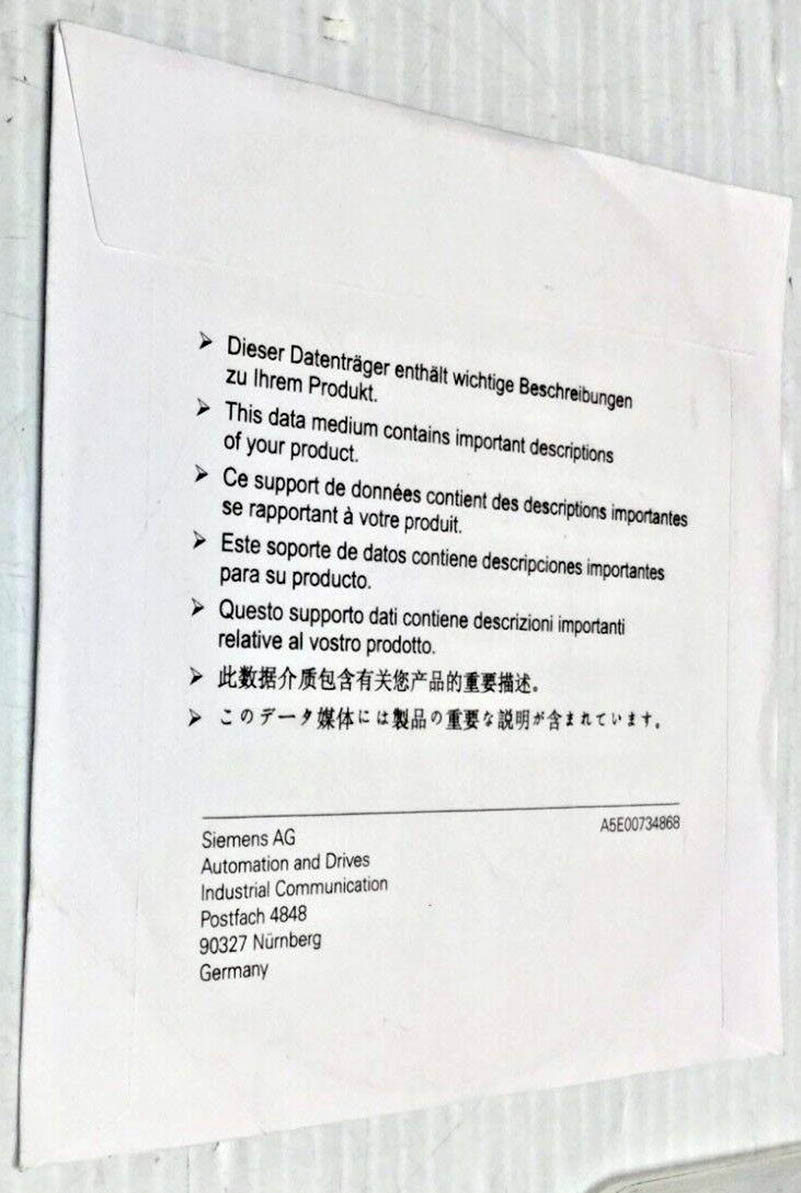 ➢ Dieser Datenträger enthält wichtige Beschreibungen
zu Ihrem Produkt.
➢ This data medium contains important descriptions
of your product.
➢ Ce support de données contient des descriptions importantes
se rapportant à votre produit.
➢ Este soporte de datos contiene descripciones importantes
para su producto.
➢ Questo supporto dati contiene descrizioni importanti
relative al vostro prodotto.
➢ 此数据介质包含有关您产品的重要描述。
➢ このデータ媒体には製品の重要な説明が含まれています。
A5E00734868
Siemens AG
Automation and Drives
Industrial Communication
Postfach 4848
90327 Nürnberg
Germany